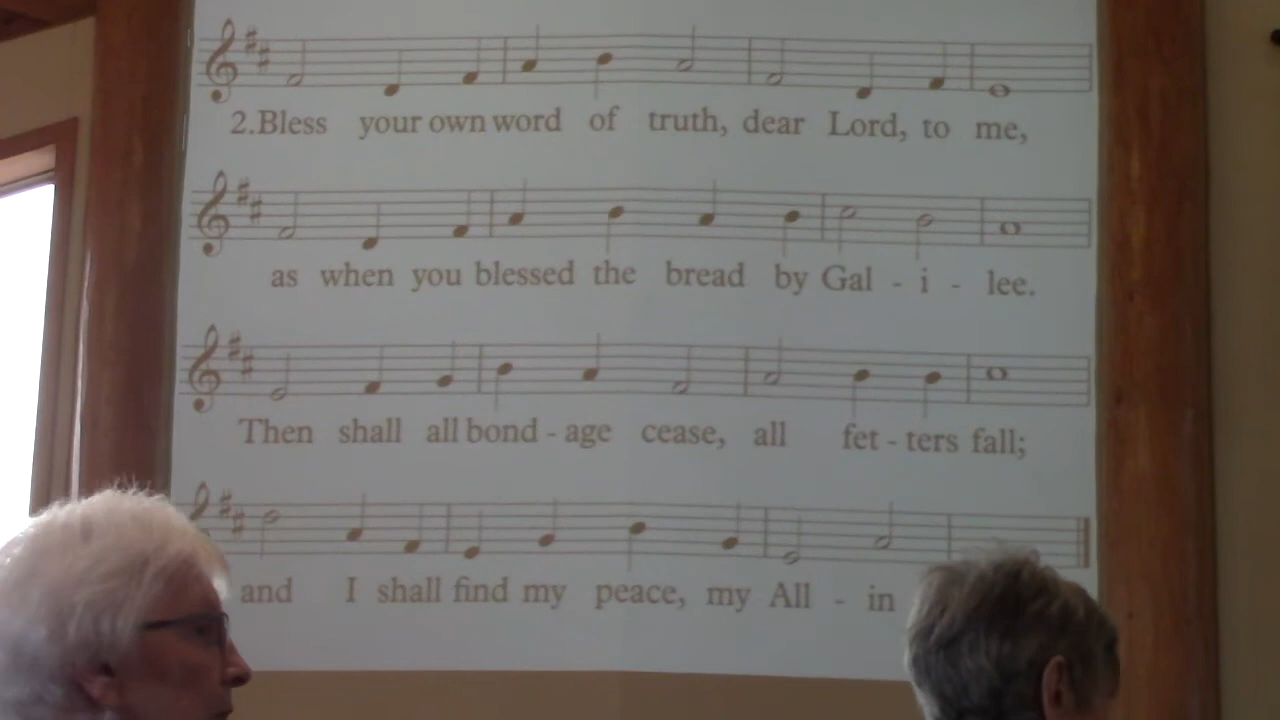 2.Bless your own word of truth, dear Lord, to me,
as when you blessed the bread by Gal - i - lee.
Then shall all bond - age cease, all fet - ters fall;
and I shall find my peace, my All - in